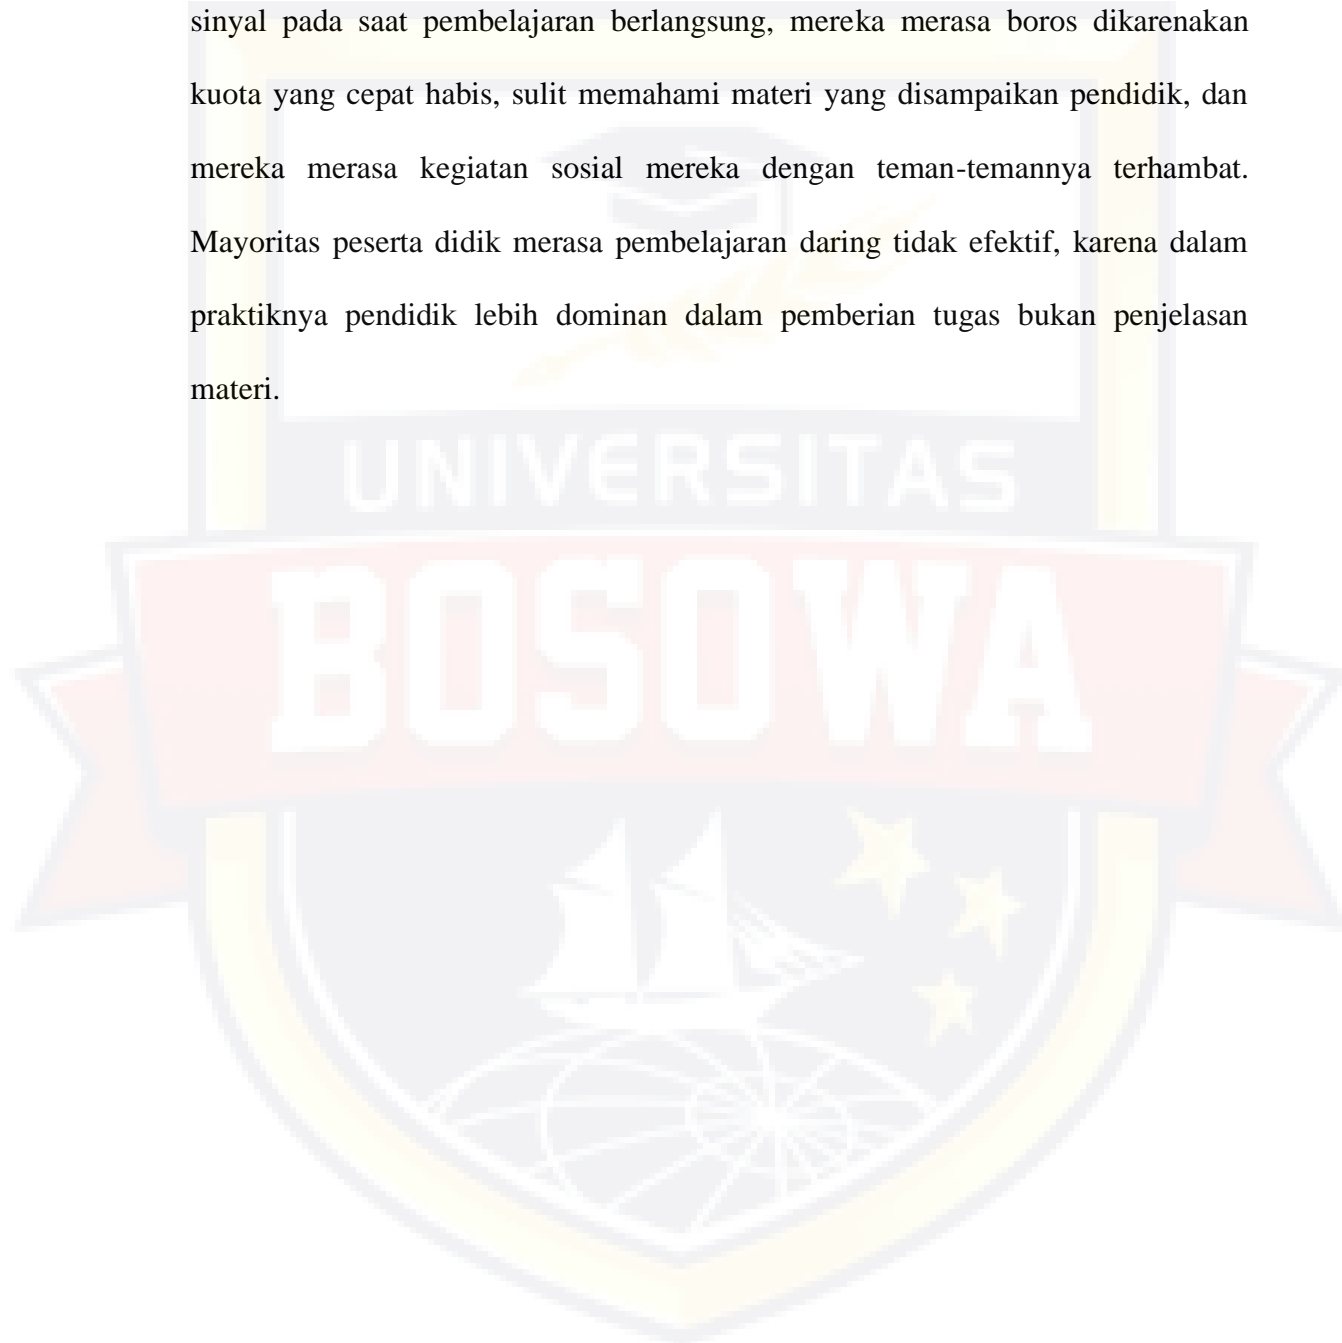 sinyal pada saat pembelajaran berlangsung, mereka merasa boros dikarenakan
kuota yang cepat habis, sulit memahami materi yang disampaikan pendidik, dan
mereka merasa kegiatan sosial mereka dengan teman-temannya terhambat.
Mayoritas peserta didik merasa pembelajaran daring tidak efektif, karena dalam
praktiknya pendidik lebih dominan dalam pemberian tugas bukan penjelasan
materi.
UNIVERSITAS
BOSOWA